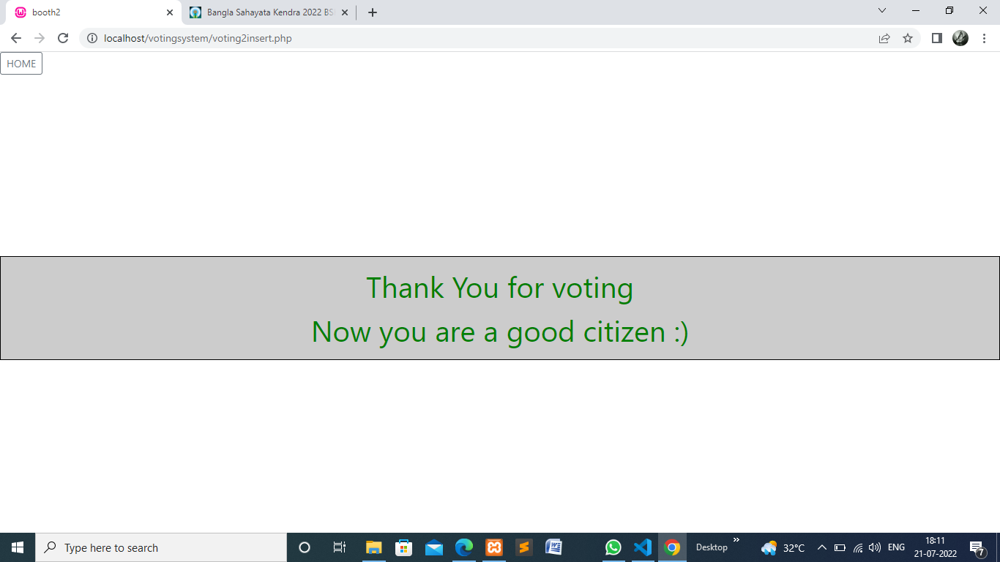 booth2
Bangla Sahayata Kendra 2022 BS
localhost/votingsystem/voting2insert.php
HOME
Thank You for voting
Now you are a good citizen :)
Type here to search
Desktop
32°C
ENG
18:11
21-07-2022
7